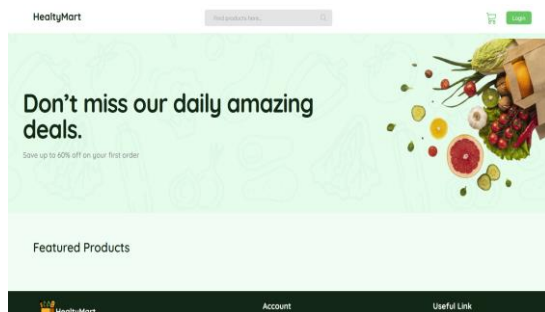 HealtyMart
Find products here...
Login
Don't miss our daily amazing
deals.
Save up to 60% off on your first order
Featured Products
HealtyMart
Account
Useful Link